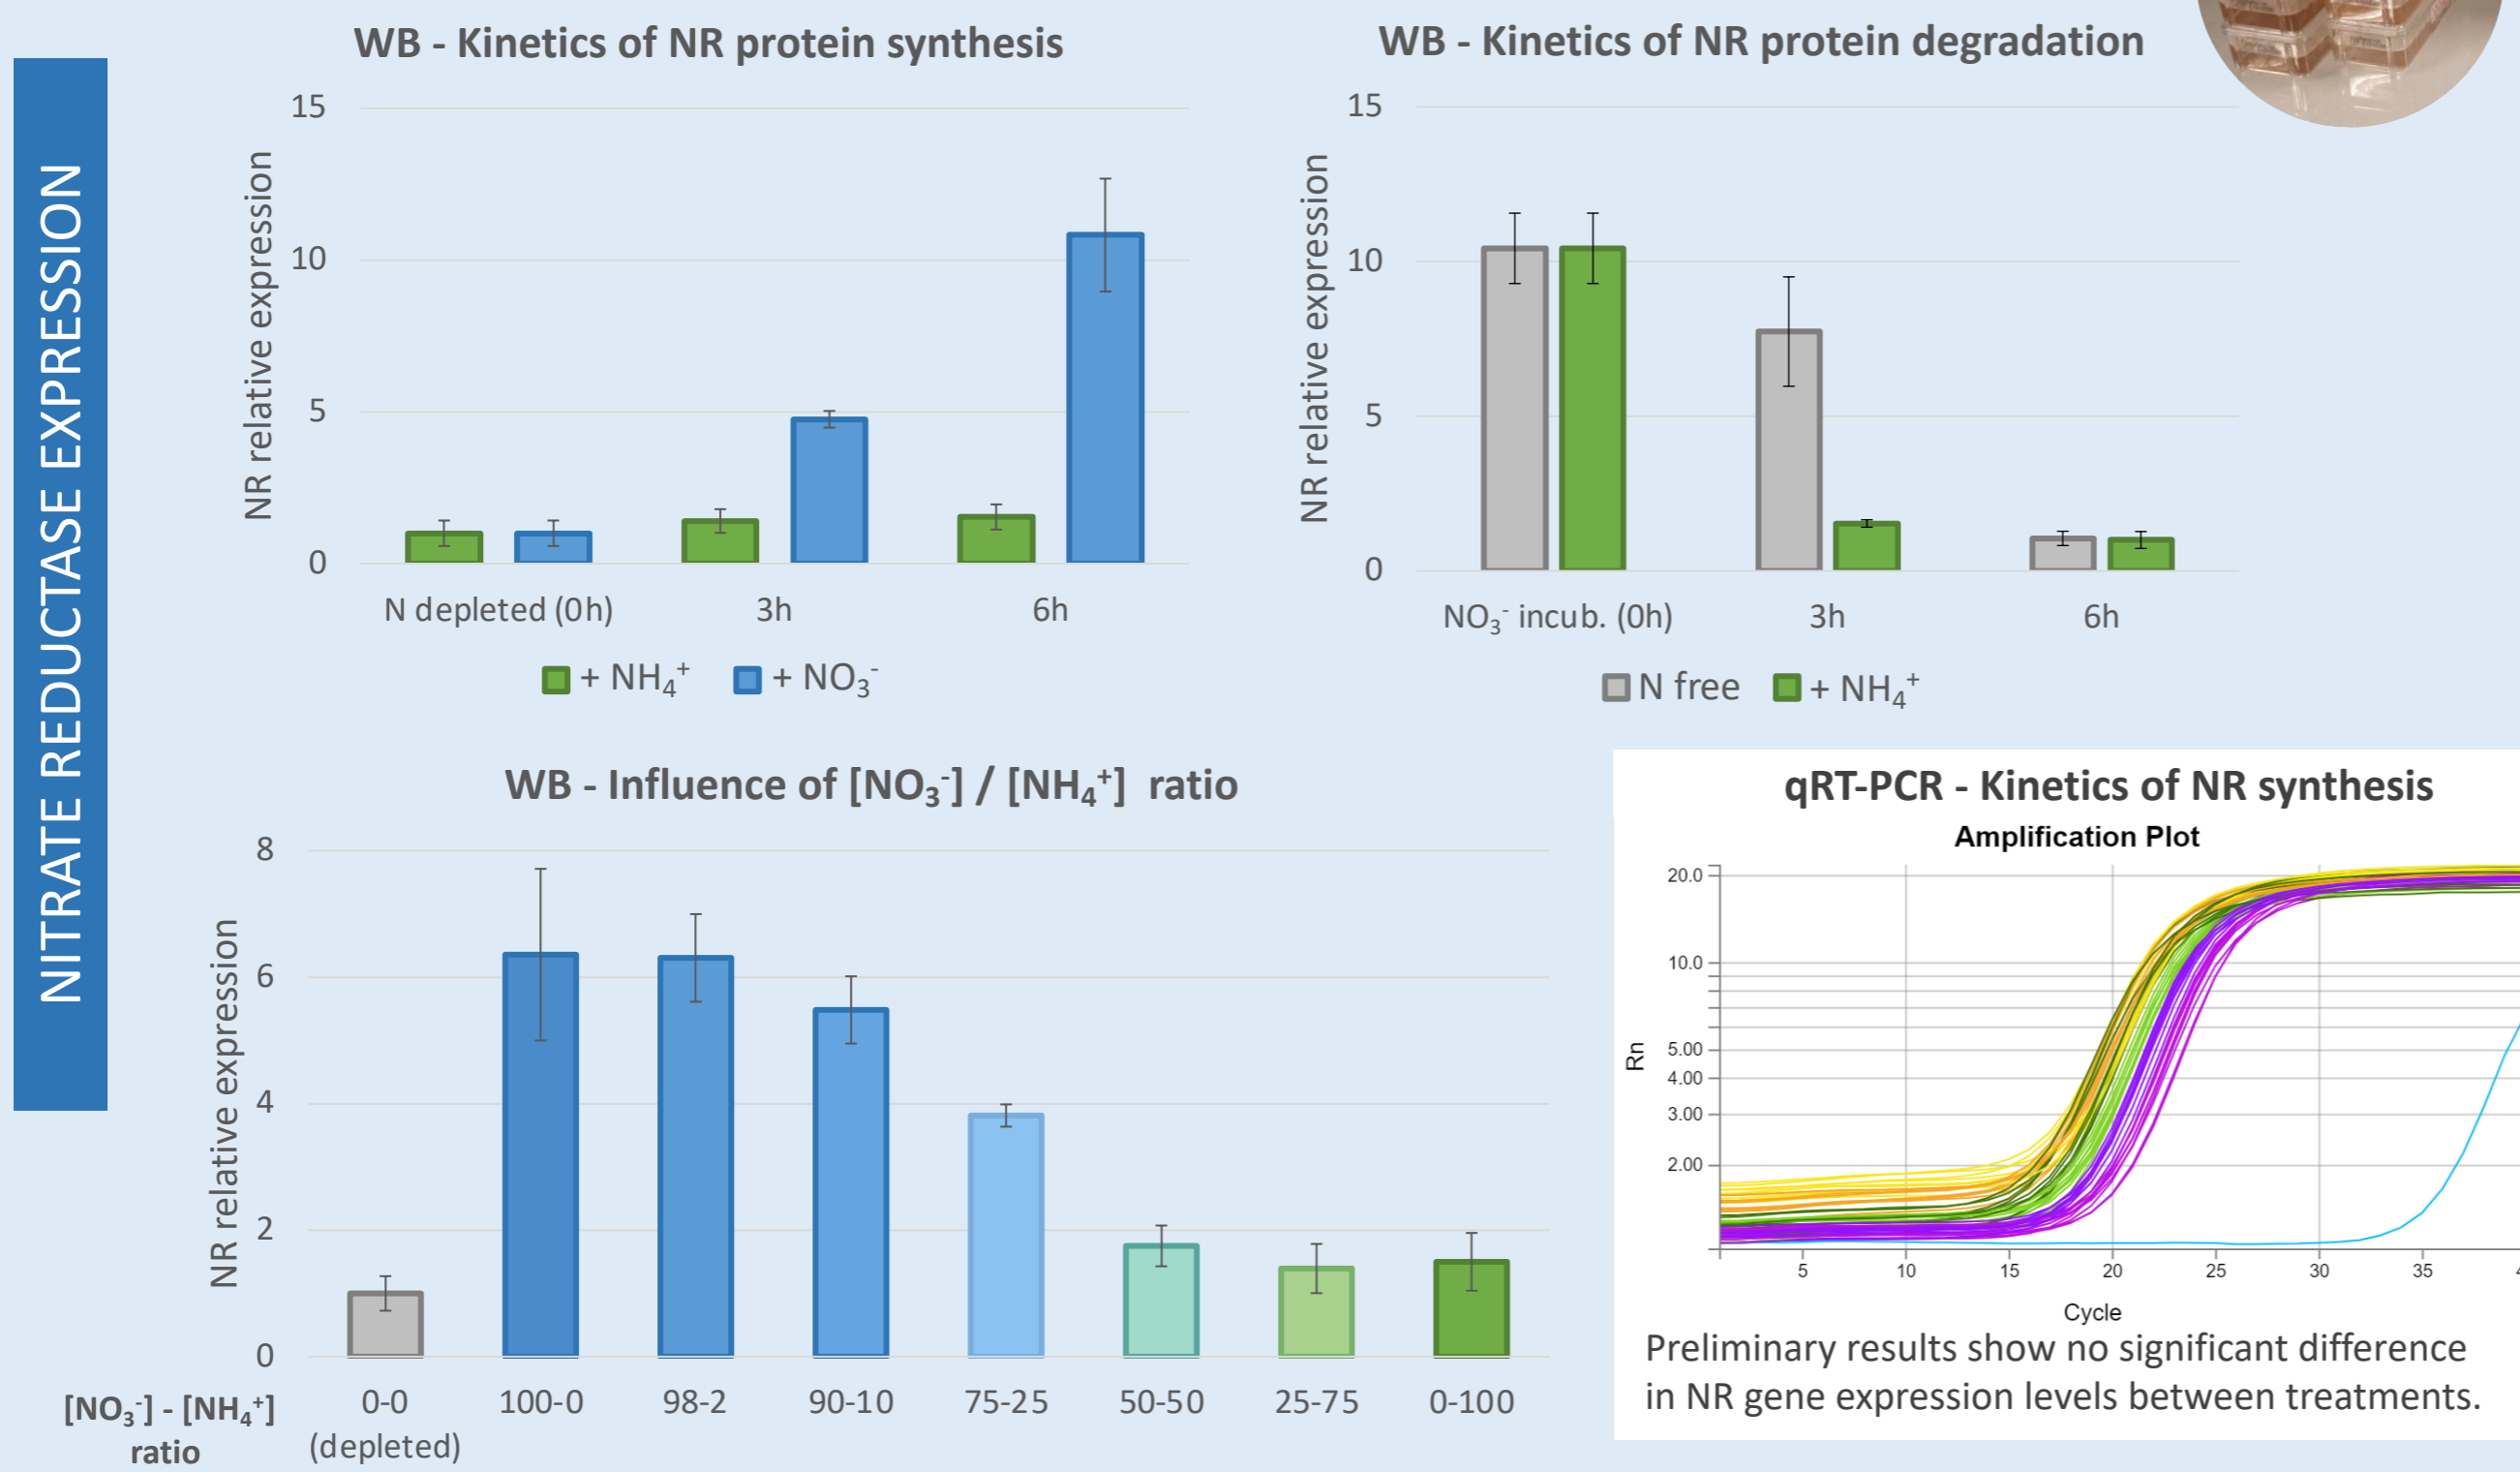 NITRATE REDUCTASE EXPRESSION
WB - Kinetics of NR protein synthesis
NR relative expression
15
10
5
0
N depleted (0h)
3h
6h
+ NH₄⁺
+ NO₃⁻
WB - Kinetics of NR protein degradation
NR relative expression
15
10
5
0
NO₃⁻ incub. (0h)
3h
6h
N free
+ NH₄⁺
WB - Influence of [NO₃⁻] / [NH₄⁺] ratio
NR relative expression
8
6
4
2
0
[NO₃⁻] - [NH₄⁺]
ratio
0-0
(depleted)
100-0
98-2
90-10
75-25
50-50
25-75
0-100
qRT-PCR - Kinetics of NR synthesis
Amplification Plot
Rn
20.0
10.0
5.00
4.00
3.00
2.00
5
10
15
20
25
30
35
Cycle
Preliminary results show no significant difference
in NR gene expression levels between treatments.